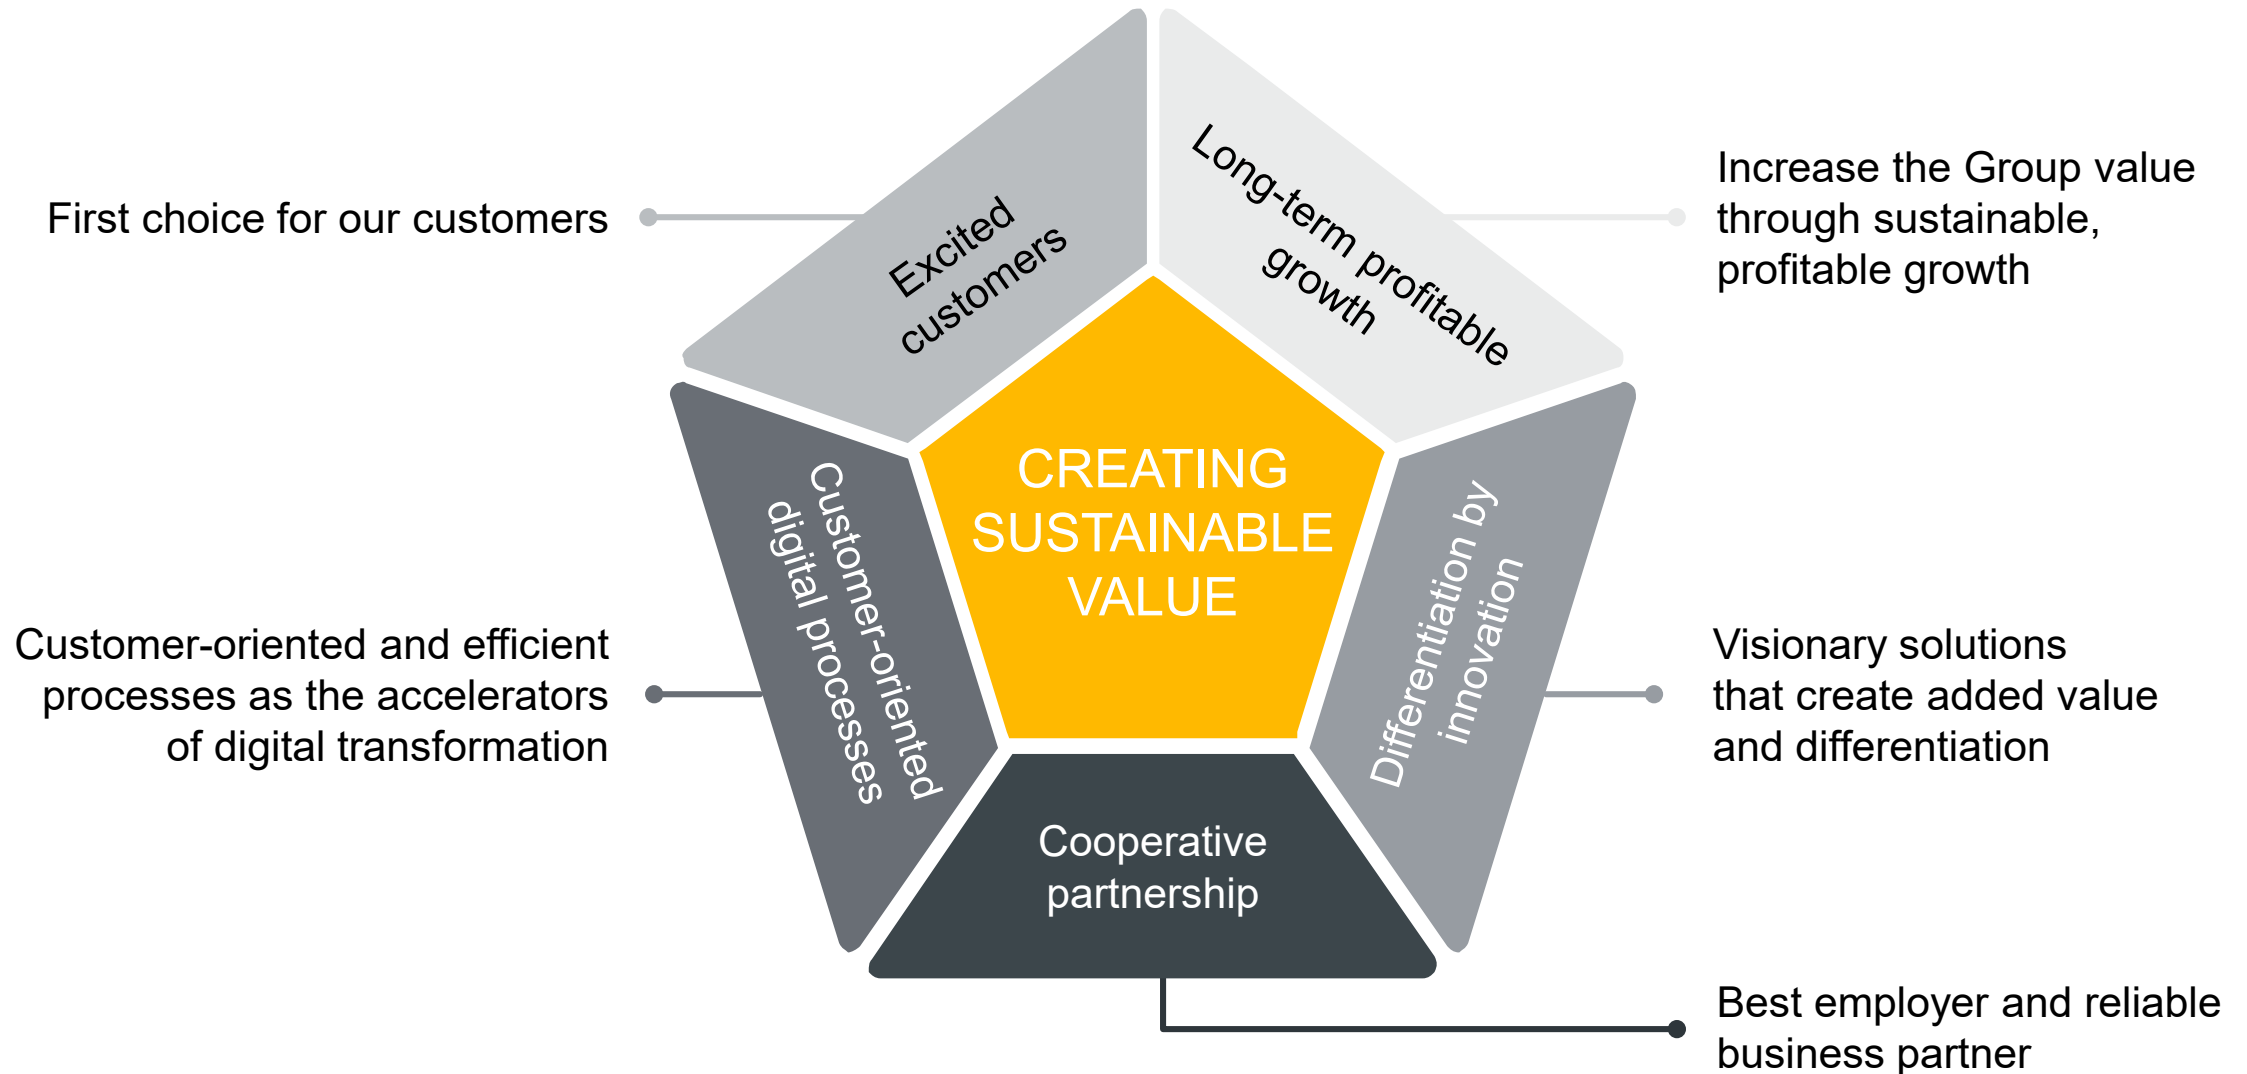 First choice for our customers
Excited
customers
Long-term profitable
growth
Increase the Group value
through sustainable,
profitable growth
CREATING
SUSTAINABLE
VALUE
Customer-oriented and efficient
processes as the accelerators
of digital transformation
Customer-oriented
digital processes
Differentiation by
innovation
Visionary solutions
that create added value
and differentiation
Cooperative
partnership
Best employer and reliable
business partner